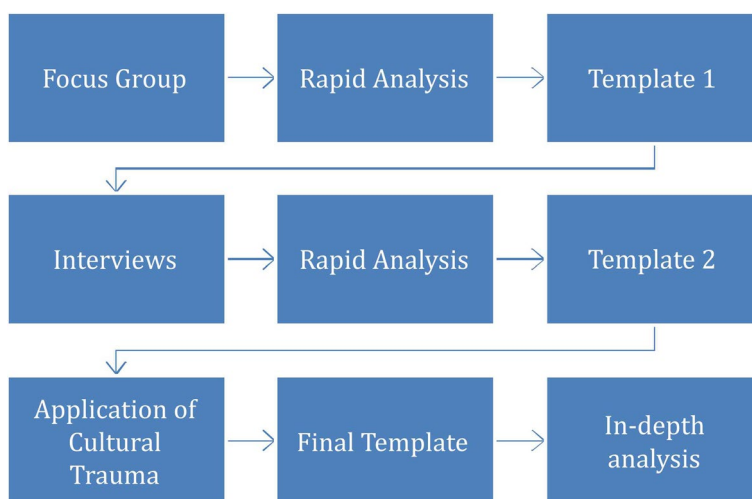 Focus Group
Rapid Analysis
Template 1
Interviews
Rapid Analysis
Template 2
Application of
Cultural
Trauma
Final Template
In-depth
analysis